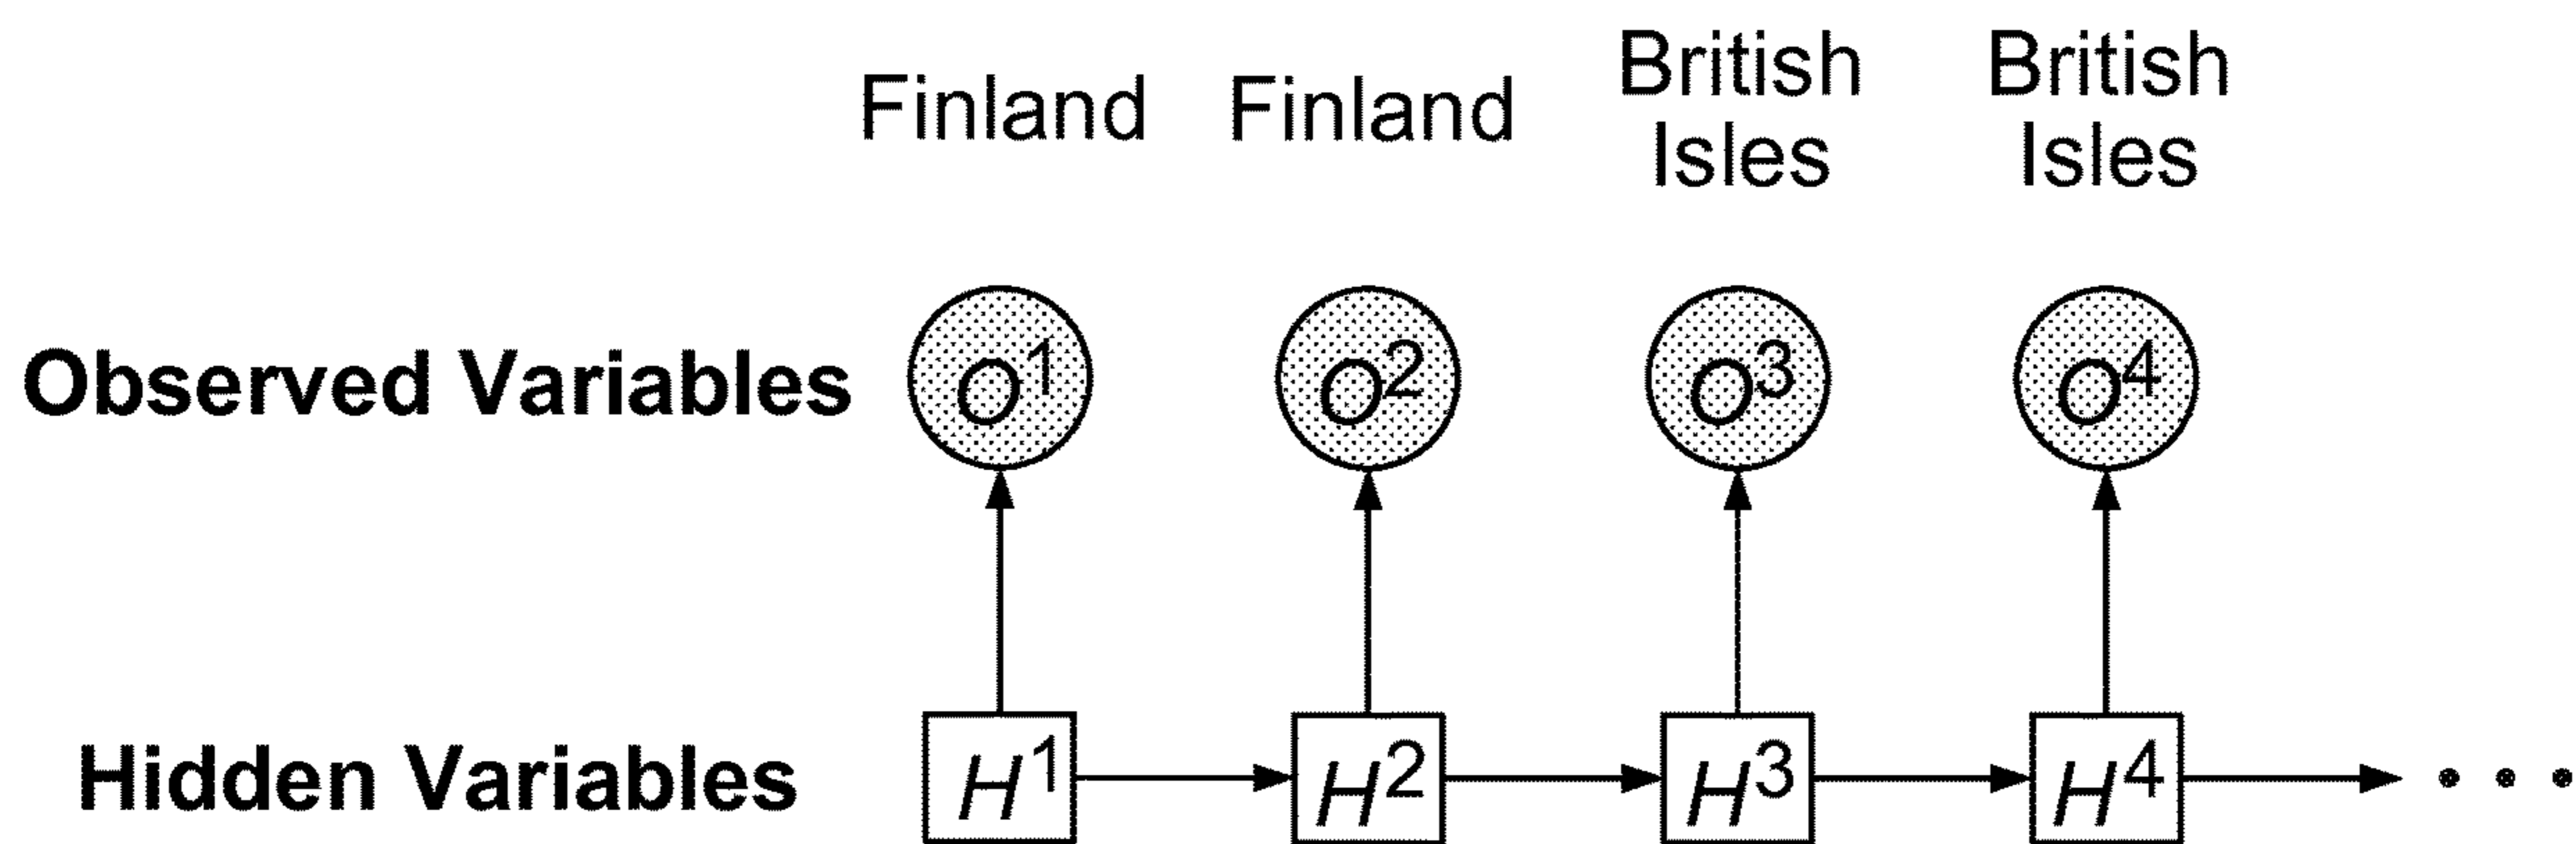 Finland Finland British Isles British Isles
Observed Variables O¹ O² O³ O⁴
Hidden Variables H¹ H² H³ H⁴ • • •